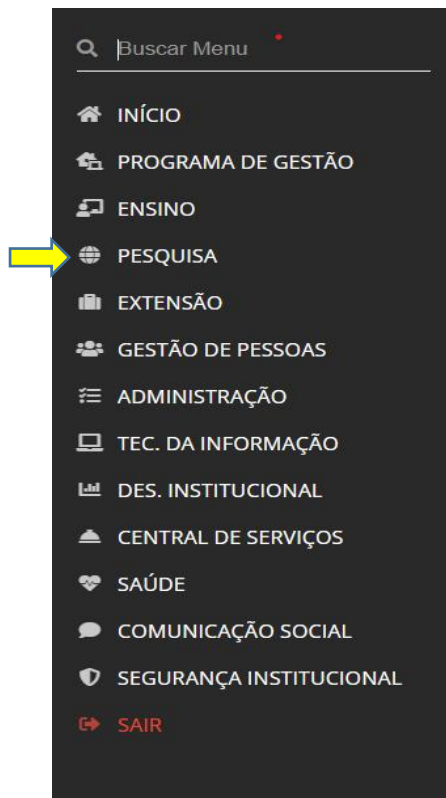 Buscar Menu
INÍCIO
PROGRAMA DE GESTÃO
ENSINO
PESQUISA
EXTENSÃO
GESTÃO DE PESSOAS
ADMINISTRAÇÃO
TEC. DA INFORMAÇÃO
DES. INSTITUCIONAL
CENTRAL DE SERVIÇOS
SAÚDE
COMUNICAÇÃO SOCIAL
SEGURANÇA INSTITUCIONAL
SAIR